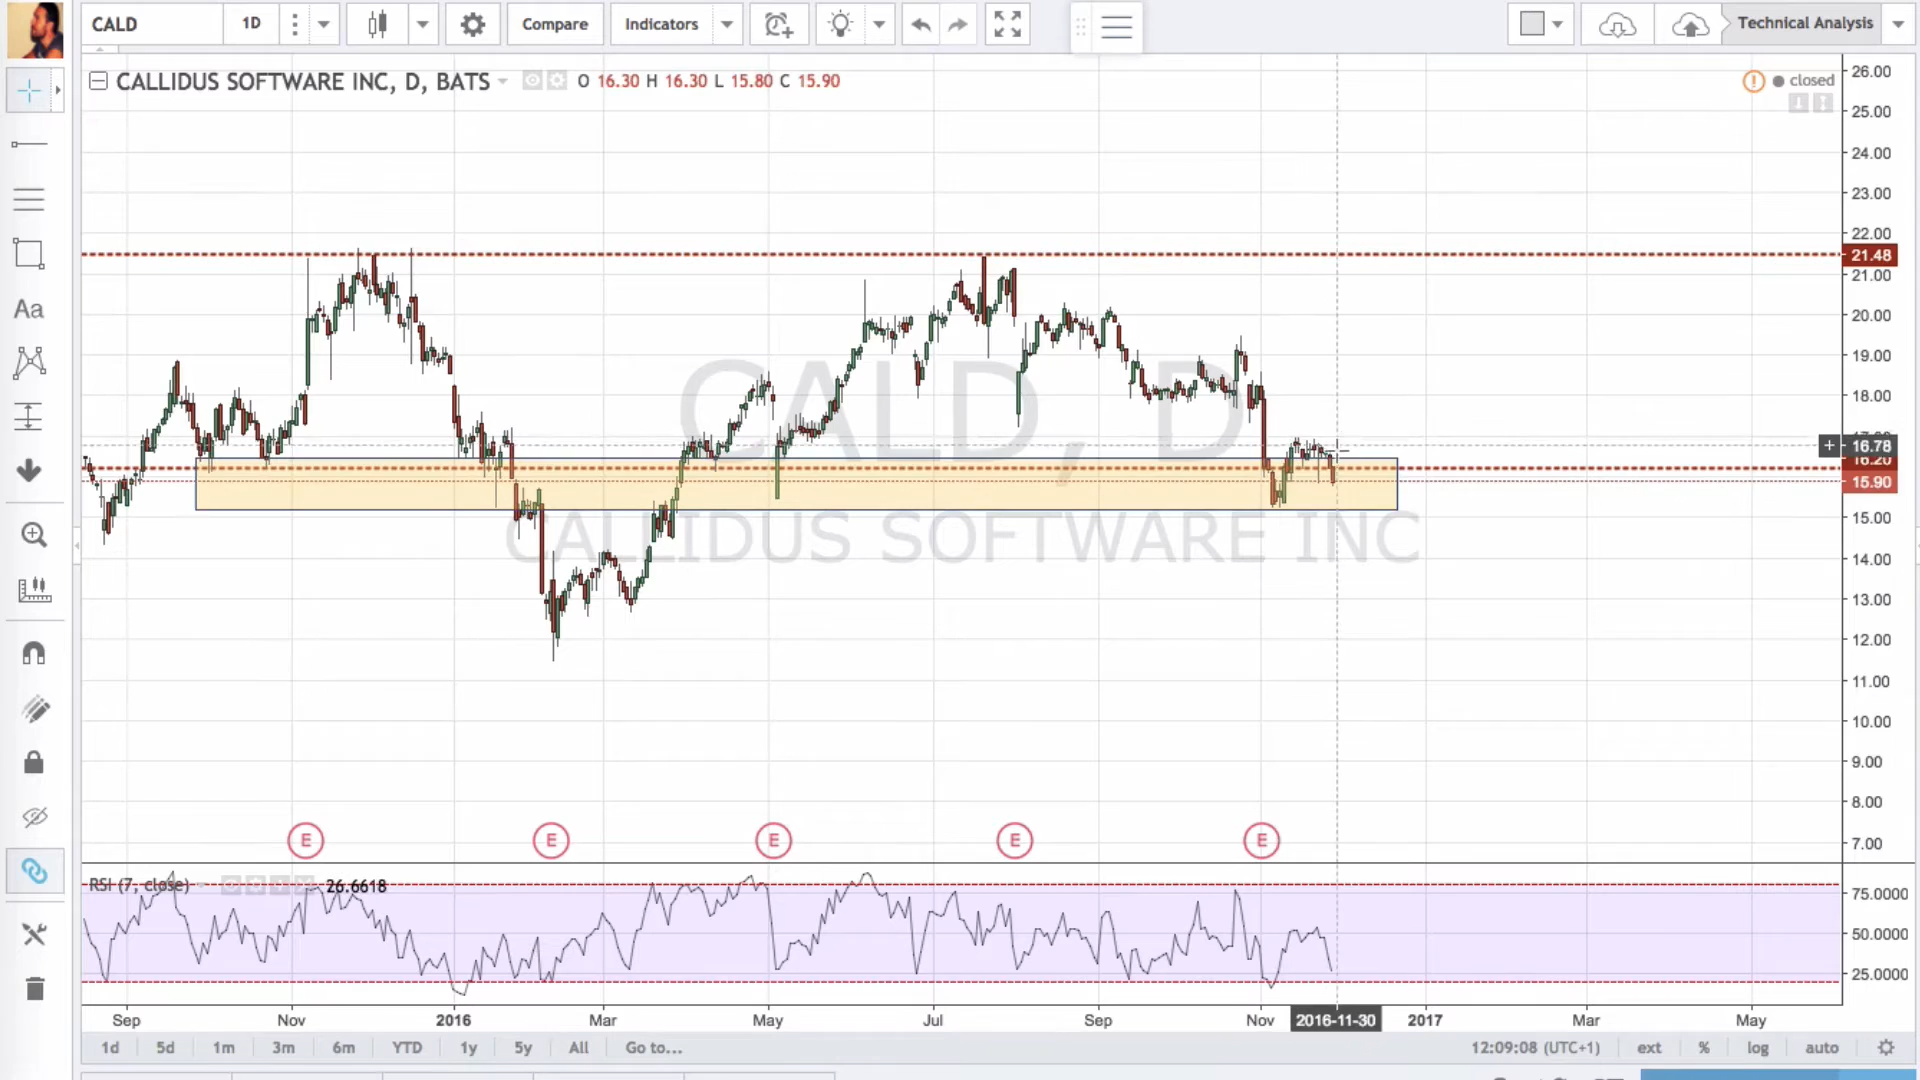 CALD 1D Compare Indicators Technical Analysis
CALLIDUS SOFTWARE INC, D, BATS O 16.30 H 16.30 L 15.80 C 15.90 closed
Aa
26.00
25.00
24.00
23.00
22.00
21.48
21.00
20.00
19.00
18.00
16.78
16.20
15.90
15.00
14.00
13.00
12.00
11.00
10.00
9.00
8.00
7.00
CALD, D
CALLIDUS SOFTWARE INC
E E E E E
RSI (7, close) 26.6618
75.0000
50.0000
25.0000
Sep Nov 2016 Mar May Jul Sep Nov 2016-11-30 2017 Mar May
1d 5d 1m 3m 6m YTD 1y 5y All Go to... 12:09:08 (UTC+1) ext % log auto